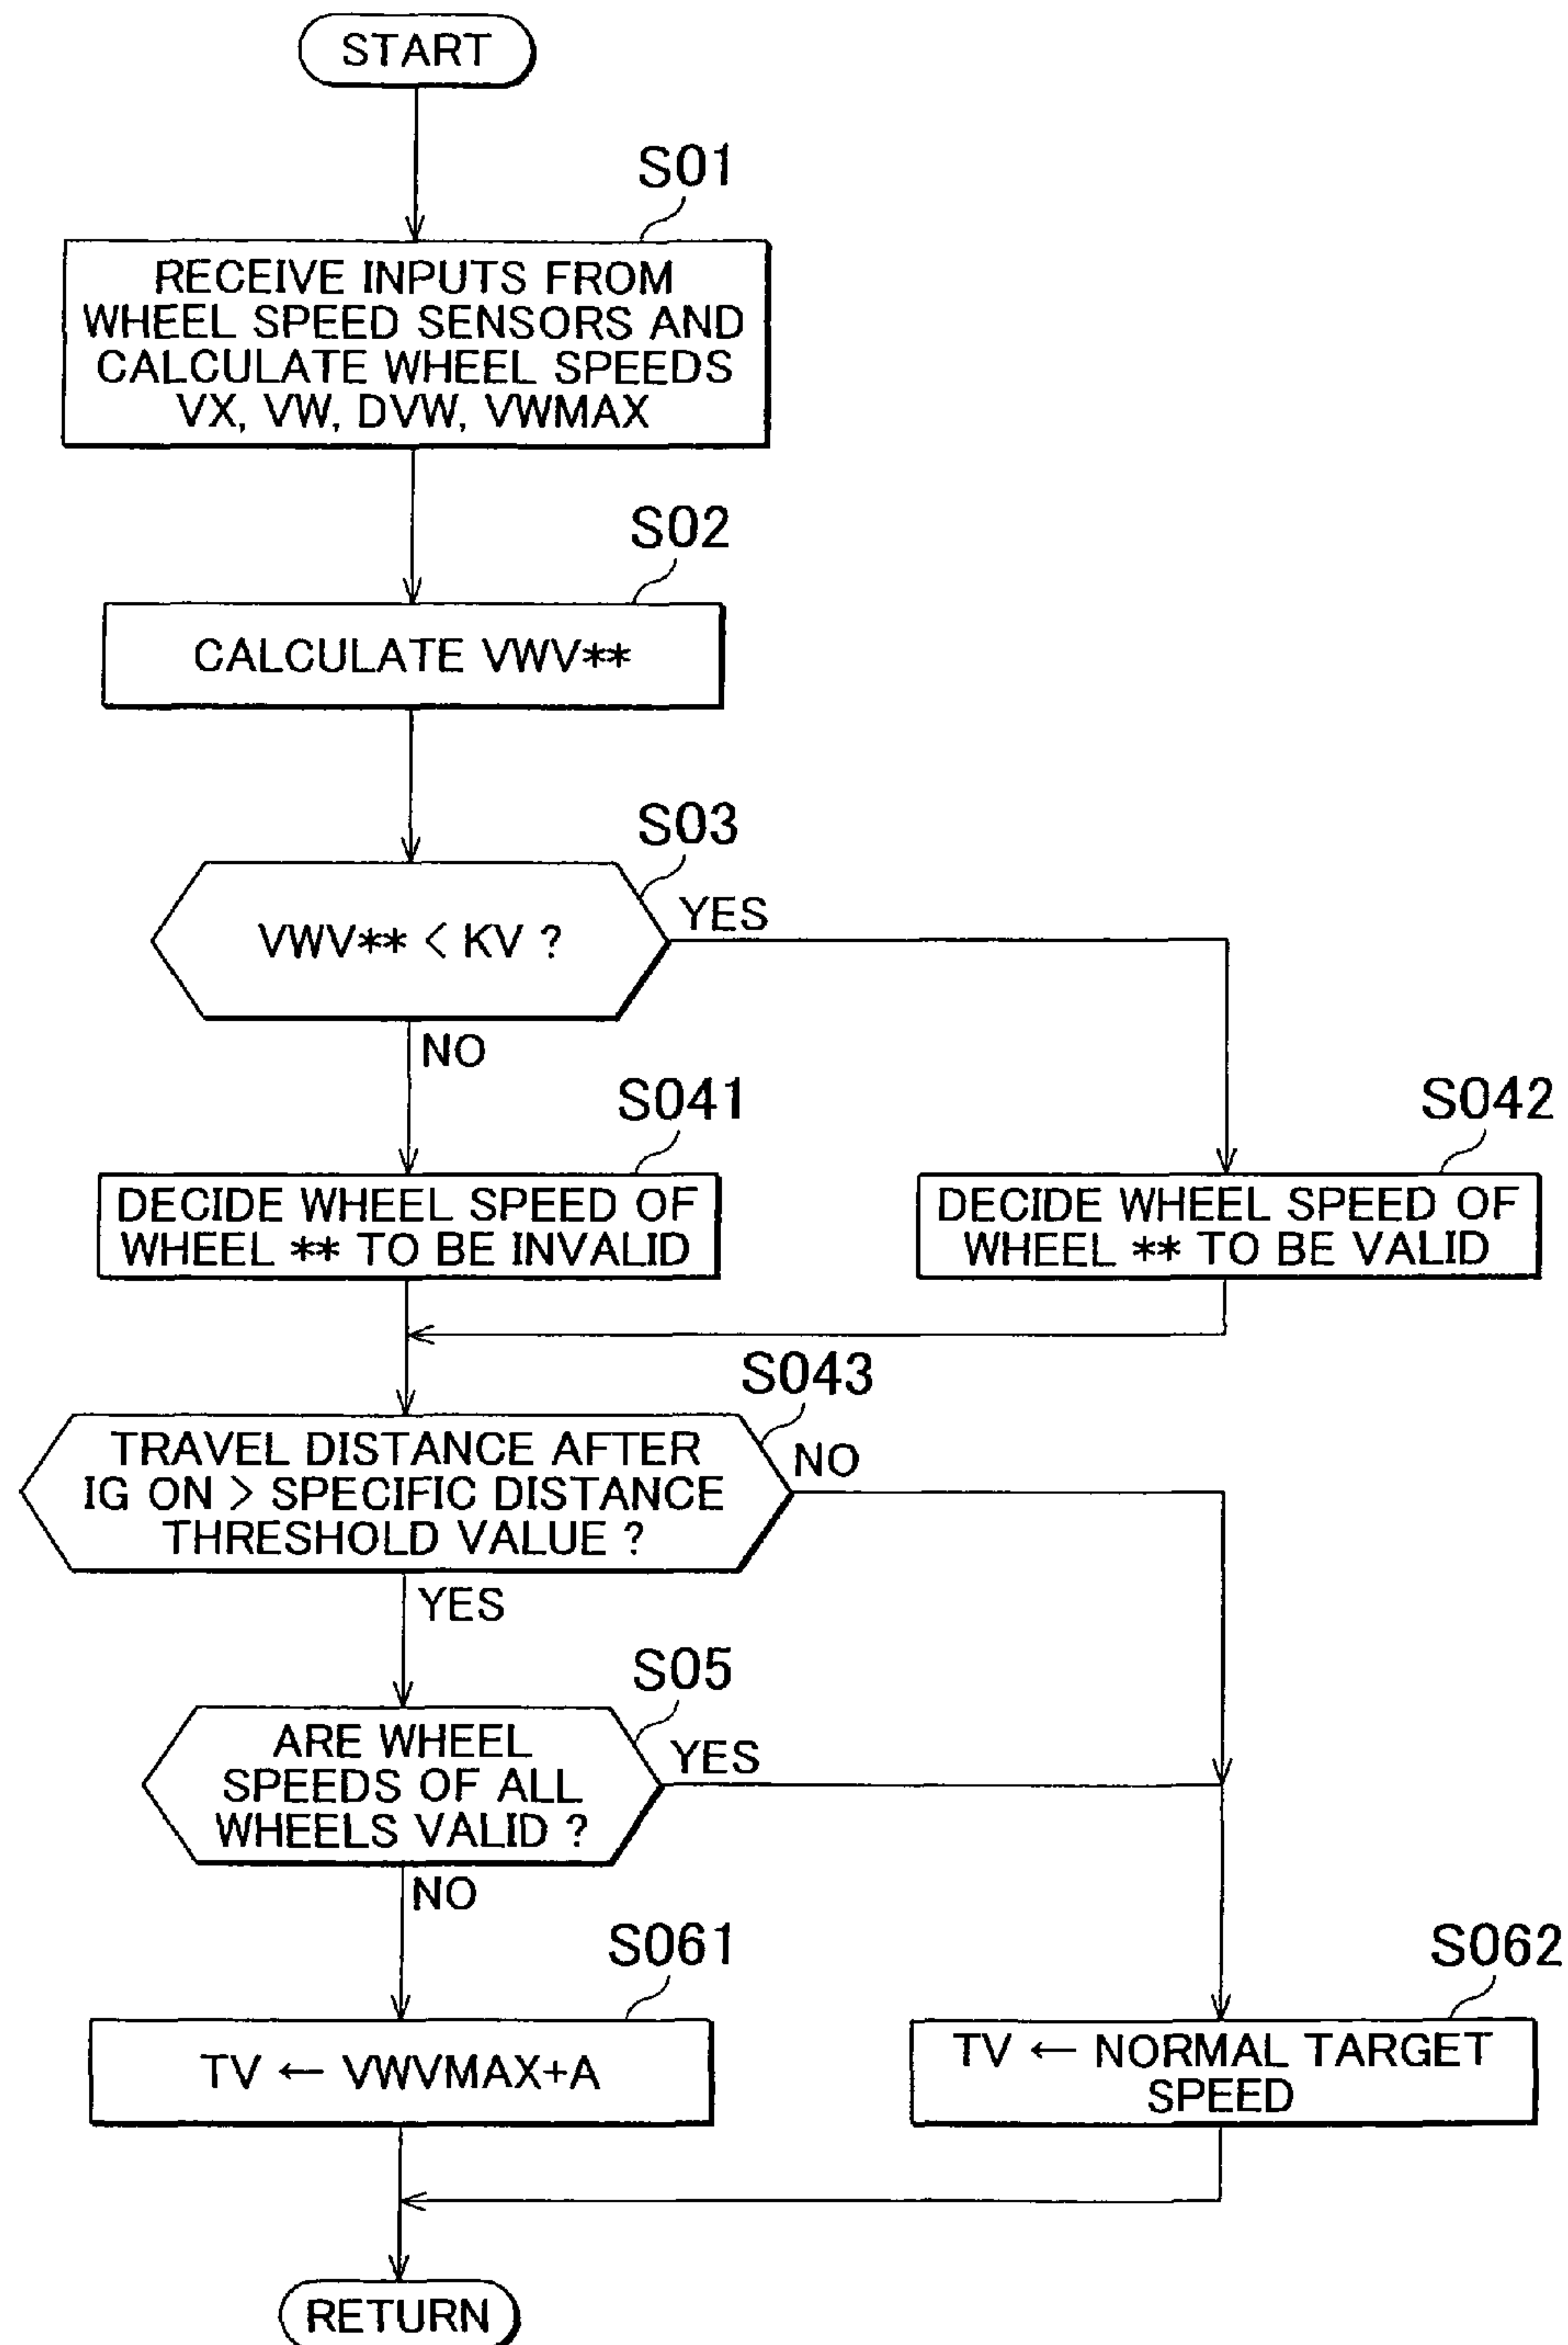 START
S01
RECEIVE INPUTS FROM
WHEEL SPEED SENSORS AND
CALCULATE WHEEL SPEEDS
VX, VW, DVW, VWMAX
S02
CALCULATE VWV**
S03
VWV** < KV ?
YES
NO
S041
S042
DECIDE WHEEL SPEED OF
WHEEL ** TO BE INVALID
DECIDE WHEEL SPEED OF
WHEEL ** TO BE VALID
S043
TRAVEL DISTANCE AFTER
IG ON > SPECIFIC DISTANCE
THRESHOLD VALUE ?
NO
YES
S05
ARE WHEEL
SPEEDS OF ALL
WHEELS VALID ?
YES
NO
S061
S062
TV ← VWVMAX+A
TV ← NORMAL TARGET
SPEED
RETURN